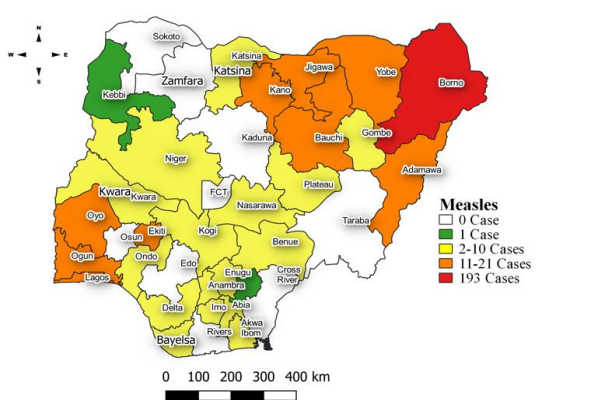 N
W E
S
Sokoto
Katsina
Katsina
Zamfara
Jigawa
Yobe
Borno
Kebbi
Kano
Kaduna
Bauchi
Gombe
Niger
Adamawa
Plateau
Kwara
Kwara
FCT
Nasarawa
Taraba
Oyo
Osun
Ekiti
Kogi
Benue
Ogun
Ondo
Edo
Lagos
Enugu
Cross
River
Anambra
Delta
Imo
Abia
Akwa
Ibom
Rivers
Bayelsa
Measles
0 Case
1 Case
2-10 Cases
11-21 Cases
193 Cases
0 100 200 300 400 km